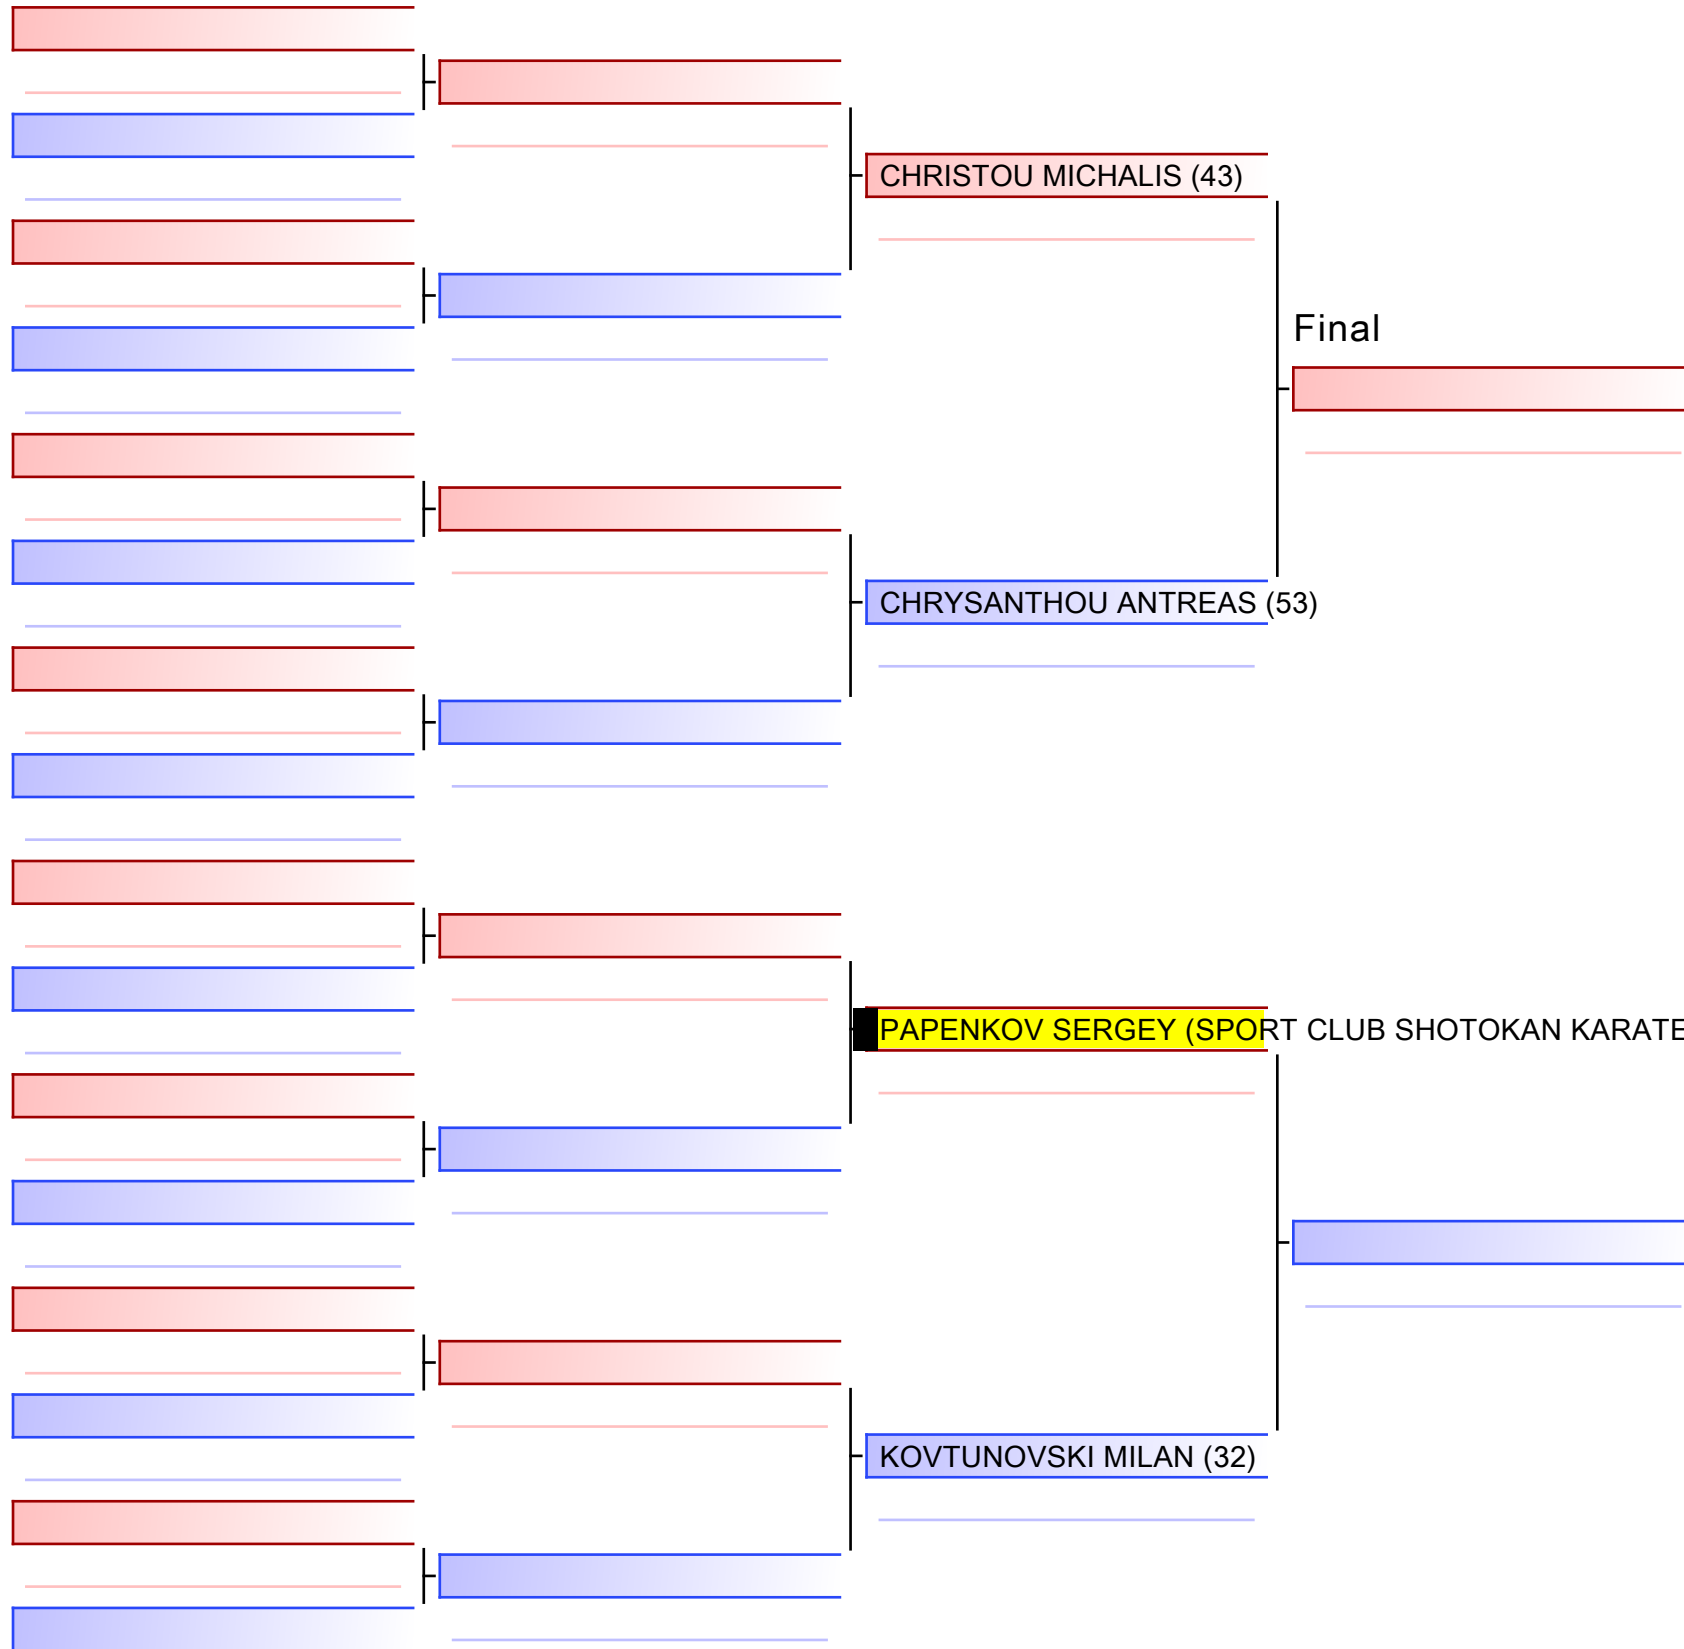 CHRISTOU MICHALIS (43)
Final
CHRYSANTHOU ANTREAS (53)
PAPENKOV SERGEY (SPORT CLUB SHOTOKAN KARATE
KOVTUNOVSKI MILAN (32)